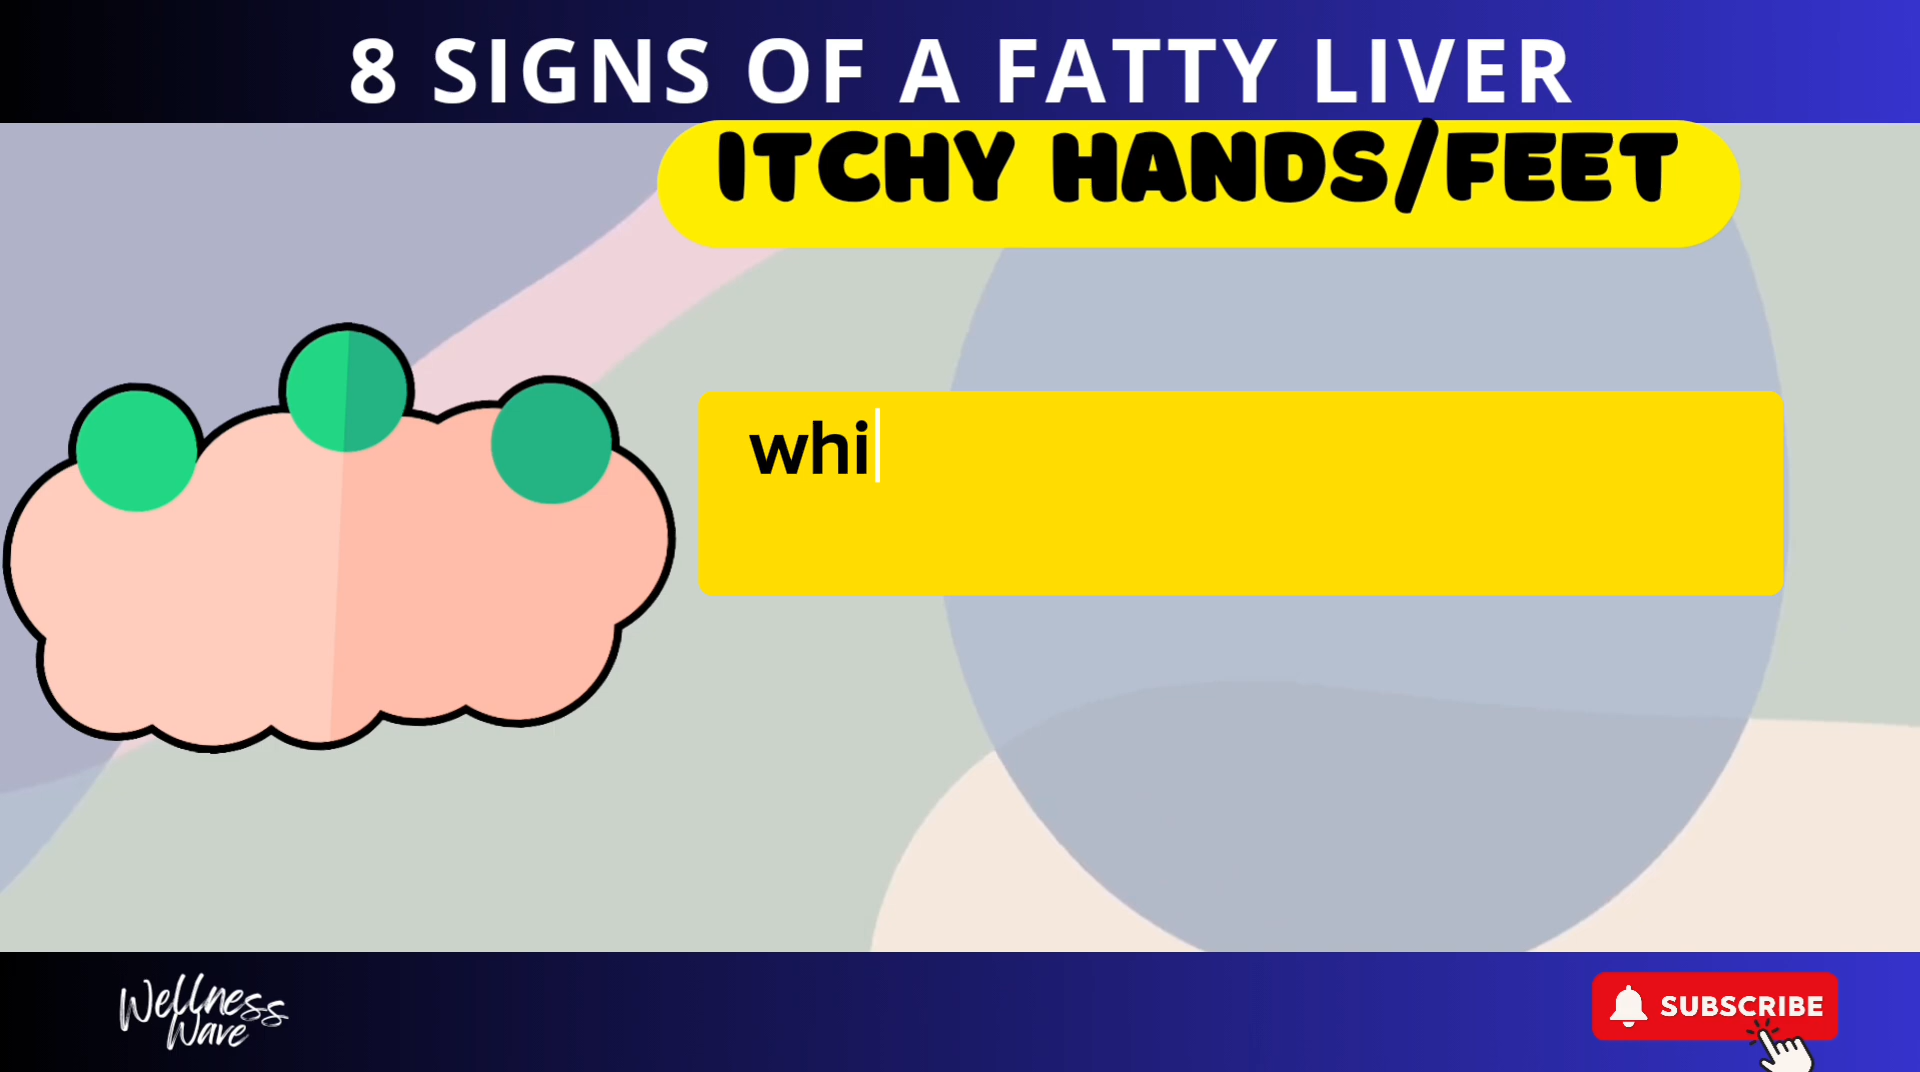 8 SIGNS OF A FATTY LIVER
ITCHY HANDS/FEET
whi
Wellness
Wave
SUBSCRIBE